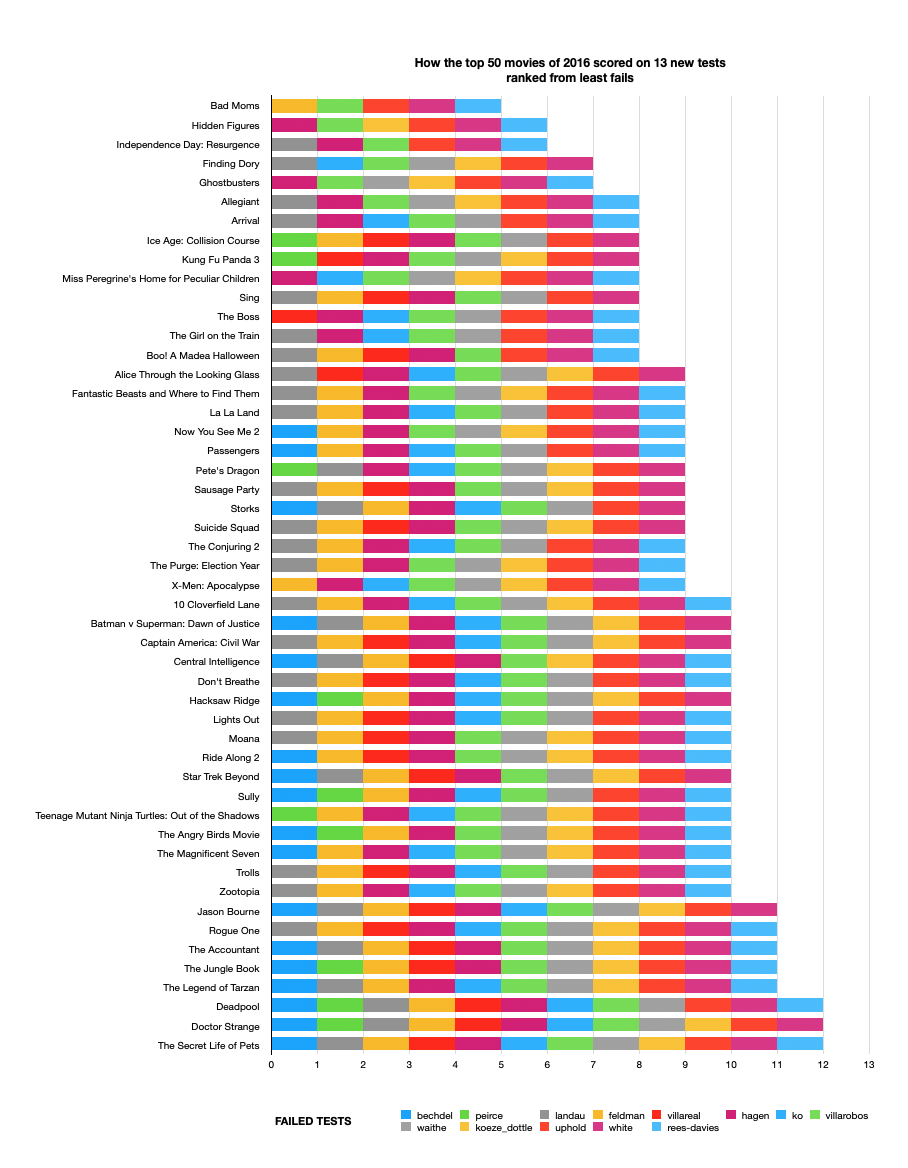 How the top 50 movies of 2016 scored on 13 new tests
ranked from least fails
Bad Moms
Hidden Figures
Independence Day: Resurgence
Finding Dory
Ghostbusters
Allegiant
Arrival
Ice Age: Collision Course
Kung Fu Panda 3
Miss Peregrine's Home for Peculiar Children
Sing
The Boss
The Girl on the Train
Boo! A Madea Halloween
Alice Through the Looking Glass
Fantastic Beasts and Where to Find Them
La La Land
Now You See Me 2
Passengers
Pete's Dragon
Sausage Party
Storks
Suicide Squad
The Conjuring 2
The Purge: Election Year
X-Men: Apocalypse
10 Cloverfield Lane
Batman v Superman: Dawn of Justice
Captain America: Civil War
Central Intelligence
Don't Breathe
Hacksaw Ridge
Lights Out
Moana
Ride Along 2
Star Trek Beyond
Sully
Teenage Mutant Ninja Turtles: Out of the Shadows
The Angry Birds Movie
The Magnificent Seven
Trolls
Zootopia
Jason Bourne
Rogue One
The Accountant
The Jungle Book
The Legend of Tarzan
Deadpool
Doctor Strange
The Secret Life of Pets
0 1 2 3 4 5 6 7 8 9 10 11 12 13
FAILED TESTS
bechdel peirce landau feldman villareal hagen ko villarobos
waithe koeze_dottle uphold white rees-davies